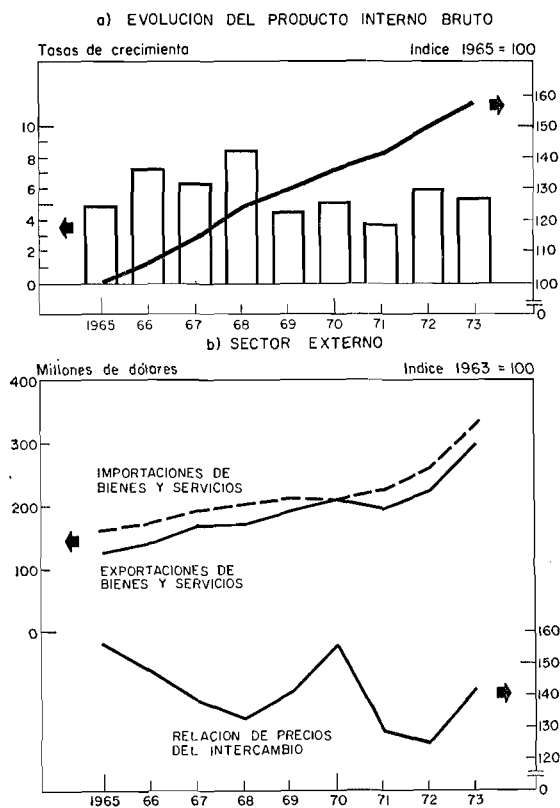 a) EVOLUCION DEL PRODUCTO INTERNO BRUTO
Tasas de crecimiento
Indice 1965 = 100
10
8
6
4
2
0
160
150
140
130
120
110
100
0
1965 66 67 68 69 70 71 72 73
b) SECTOR EXTERNO
Millones de dólares
Indice 1963 = 100
400
300
200
100
0
IMPORTACIONES DE
BIENES Y SERVICIOS
EXPORTACIONES DE
BIENES Y SERVICIOS
160
150
140
130
120
0
RELACION DE PRECIOS
DEL INTERCAMBIO
1965 66 67 68 69 70 71 72 73